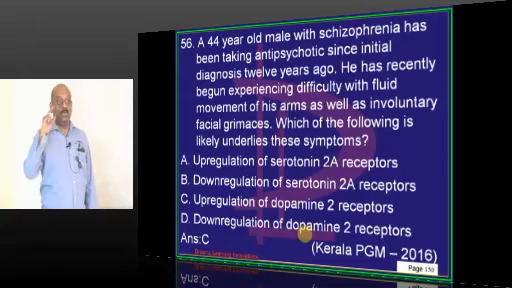 56. A 44 year old male with schizophrenia has
been taking antipsychotic since initial
diagnosis twelve years ago. He has recently
begun experiencing difficulty with fluid
movement of his arms as well as involuntary
facial grimaces. Which of the following is
likely underlies these symptoms?
A. Upregulation of serotonin 2A receptors
B. Downregulation of serotonin 2A receptors
C. Upregulation of dopamine 2 receptors
D. Downregulation of dopamine 2 receptors
Ans:C
(Kerala PGM – 2016)
Page 150